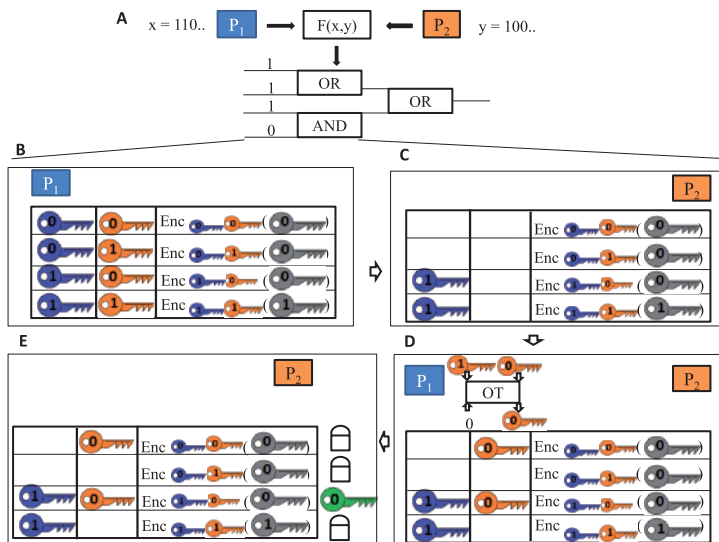 A
x = 110.. P1 F(x,y) P2 y = 100..
1
OR
1
OR
1
AND
0
B
P1
0 0 Enc 0 0 ( 0 )
0 1 Enc 0 1 ( 0 )
1 0 Enc 1 0 ( 0 )
1 1 Enc 1 1 ( 1 )
C
P2
Enc 0 0 ( 0 )
Enc 0 1 ( 0 )
1 Enc 1 0 ( 0 )
1 Enc 1 1 ( 1 )
E
P2
0 Enc 0 0 ( 0 )
Enc 0 1 ( 0 )
1 0 Enc 1 0 ( 0 ) 0
1 Enc 1 1 ( 1 )
D
1 0
P1 OT P2
0 0
0 Enc 0 0 ( 0 )
Enc 0 1 ( 0 )
1 0 Enc 1 0 ( 0 )
1 Enc 1 1 ( 1 )